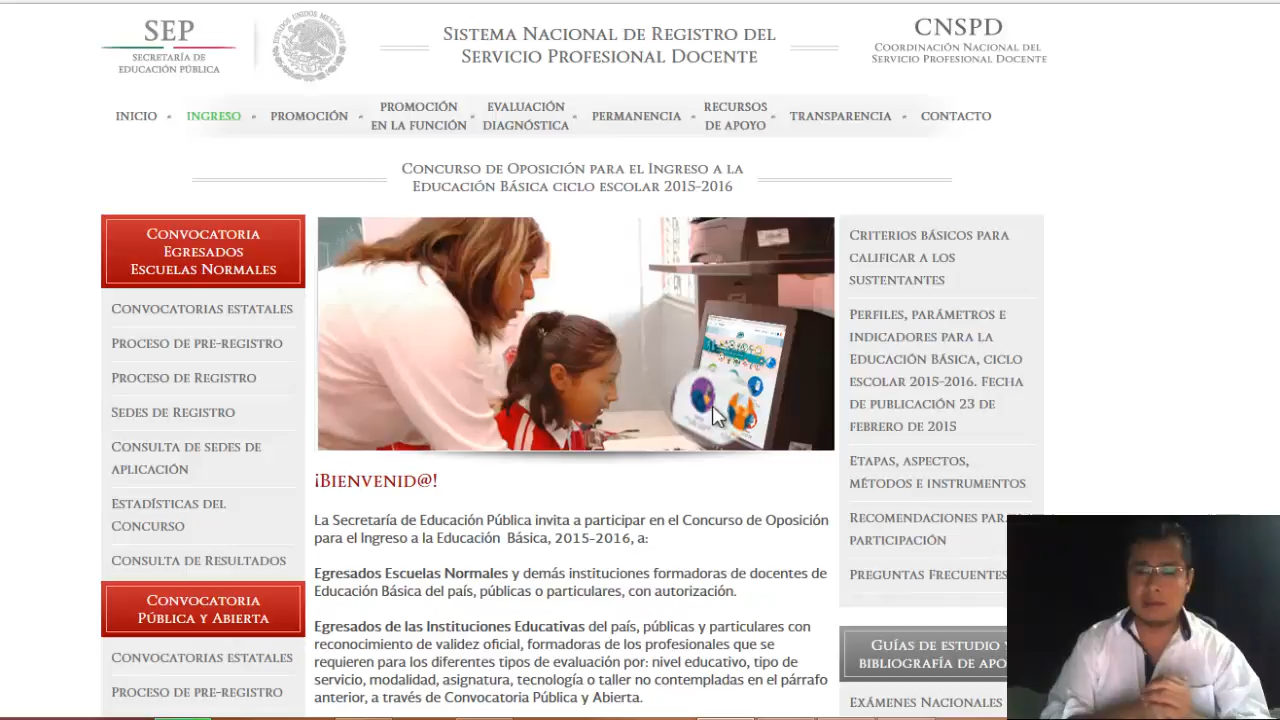 SEP
SECRETARÍA DE
EDUCACIÓN PÚBLICA
ESTADOS UNIDOS MEXICANOS
SISTEMA NACIONAL DE REGISTRO DEL
SERVICIO PROFESIONAL DOCENTE
CNSPD
COORDINACIÓN NACIONAL DEL
SERVICIO PROFESIONAL DOCENTE
INICIO
INGRESO
PROMOCIÓN
PROMOCIÓN
EN LA FUNCIÓN
EVALUACIÓN
DIAGNÓSTICA
PERMANENCIA
RECURSOS
DE APOYO
TRANSPARENCIA
CONTACTO
CONCURSO DE OPOSICIÓN PARA EL INGRESO A LA
EDUCACIÓN BÁSICA CICLO ESCOLAR 2015-2016
CONVOCATORIA
EGRESADOS
ESCUELAS NORMALES
CONVOCATORIAS ESTATALES
PROCESO DE PRE-REGISTRO
PROCESO DE REGISTRO
SEDES DE REGISTRO
CONSULTA DE SEDES DE
APLICACIÓN
ESTADÍSTICAS DEL
CONCURSO
CONSULTA DE RESULTADOS
CONVOCATORIA
PÚBLICA Y ABIERTA
CONVOCATORIAS ESTATALES
PROCESO DE PRE-REGISTRO
¡BIENVENID@!
La Secretaría de Educación Pública invita a participar en el Concurso de Oposición
para el Ingreso a la Educación Básica, 2015-2016, a:
Egresados Escuelas Normales y demás instituciones formadoras de docentes de
Educación Básica del país, públicas o particulares, con autorización.
Egresados de las Instituciones Educativas del país, públicas y particulares con
reconocimiento de validez oficial, formadoras de los profesionales que se
requieren para los diferentes tipos de evaluación por: nivel educativo, tipo de
servicio, modalidad, asignatura, tecnología o taller no contempladas en el párrafo
anterior, a través de Convocatoria Pública y Abierta.
CRITERIOS BÁSICOS PARA
CALIFICAR A LOS
SUSTENTANTES
PERFILES, PARÁMETROS E
INDICADORES PARA LA
EDUCACIÓN BÁSICA, CICLO
ESCOLAR 2015-2016. FECHA
DE PUBLICACIÓN 23 DE
FEBRERO DE 2015
ETAPAS, ASPECTOS,
MÉTODOS E INSTRUMENTOS
RECOMENDACIONES PAR
PARTICIPACIÓN
PREGUNTAS FRECUENTES
GUÍAS DE ESTUDIO Y
BIBLIOGRAFÍA DE APO
EXÁMENES NACIONALES